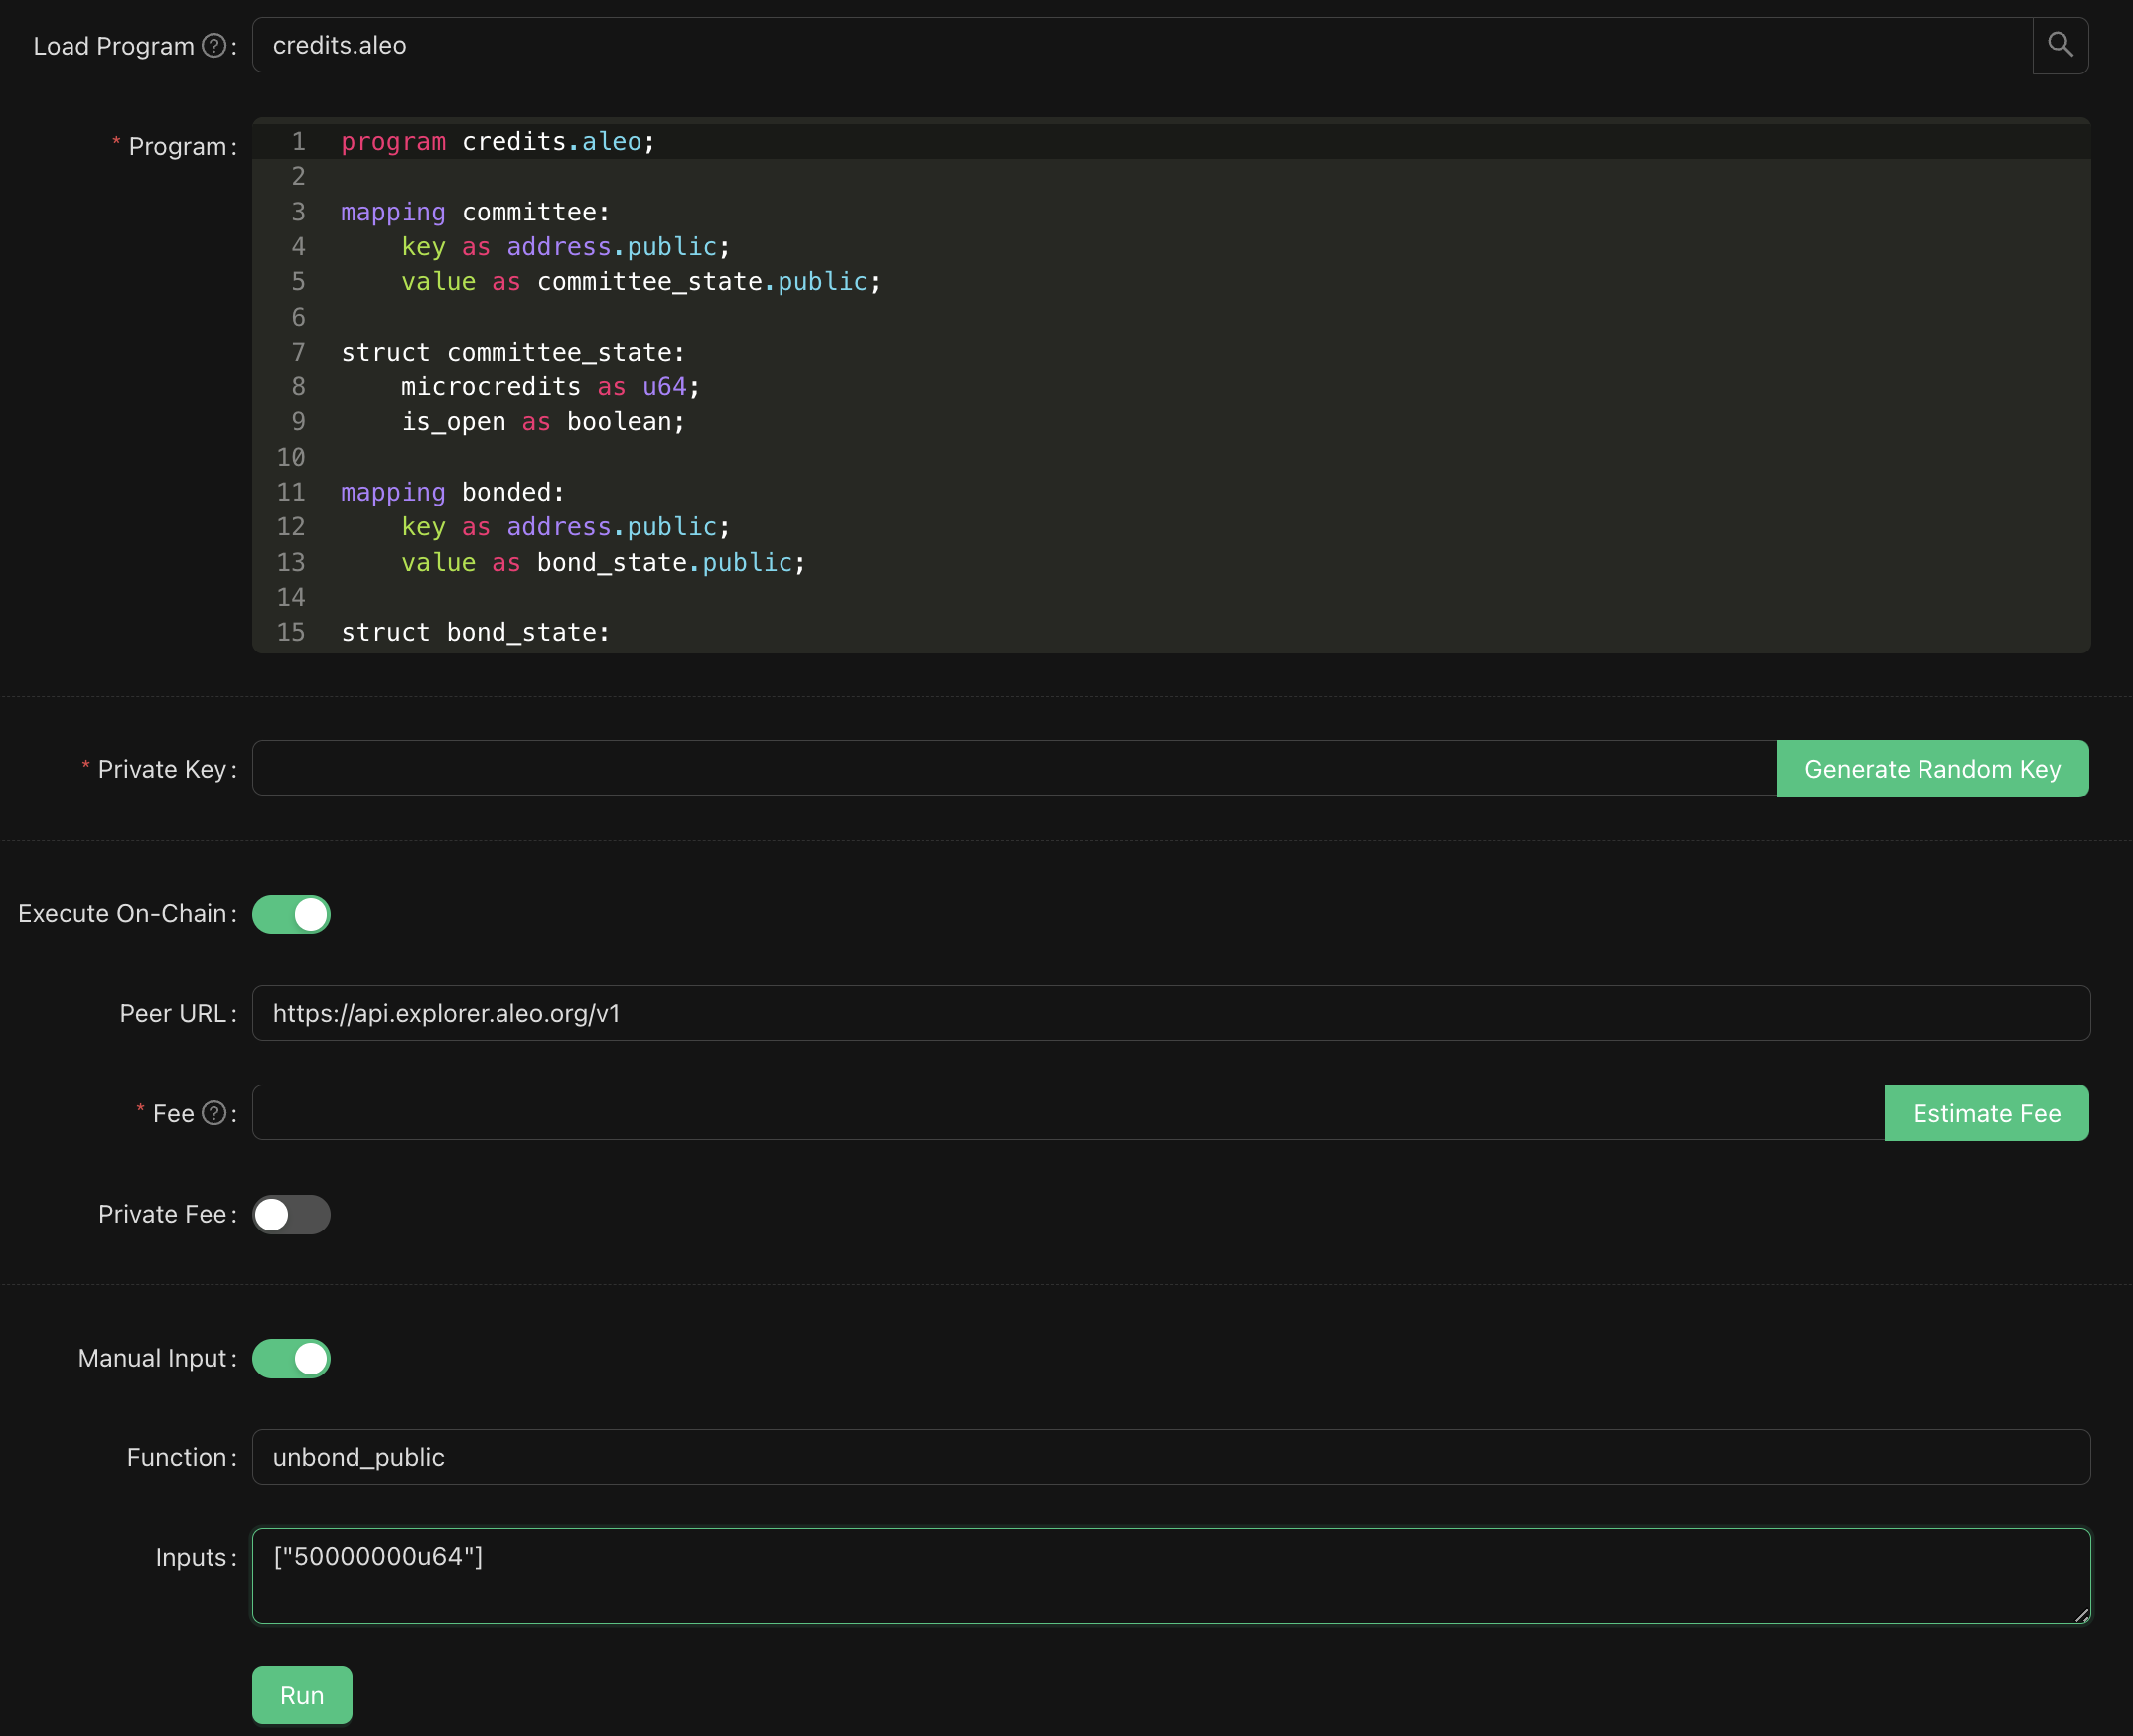 Load Program ? : credits.aleo
* Program :
1 program credits.aleo;
2
3 mapping committee:
4     key as address.public;
5     value as committee_state.public;
6
7 struct committee_state:
8     microcredits as u64;
9     is_open as boolean;
10
11 mapping bonded:
12     key as address.public;
13     value as bond_state.public;
14
15 struct bond_state:
* Private Key : Generate Random Key
Execute On-Chain :
Peer URL : https://api.explorer.aleo.org/v1
* Fee ? : Estimate Fee
Private Fee :
Manual Input :
Function : unbond_public
Inputs : ["50000000u64"]
Run